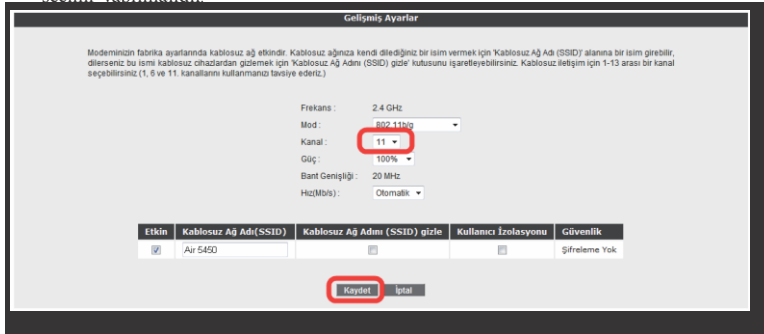 seçimi yapılmalıdır.
Gelişmiş Ayarlar
Modeminizin fabrika ayarlarında kablosuz ağ etkindir. Kablosuz ağınıza kendi dilediğiniz bir isim vermek için 'Kablosuz Ağ Adı (SSID)' alanına bir isim girebilir,
dilerseniz bu ismi kablosuz cihazlardan gizlemek için 'Kablosuz Ağ Adını (SSID) gizle' kutusunu işaretleyebilirsiniz. Kablosuz iletişim için 1-13 arası bir kanal
seçebilirsiniz (1, 6 ve 11. kanallarını kullanmanızı tavsiye ederiz.)
Frekans : 2.4 GHz
Mod : 802.11b/g
Kanal : 11
Güç : 100%
Bant Genişliği : 20 MHz
Hız(Mb/s) : Otomatik
Etkin Kablosuz Ağ Adı(SSID) Kablosuz Ağ Adını (SSID) gizle Kullanıcı İzolasyonu Güvenlik
Air 5450 Şifreleme Yok
Kaydet İptal